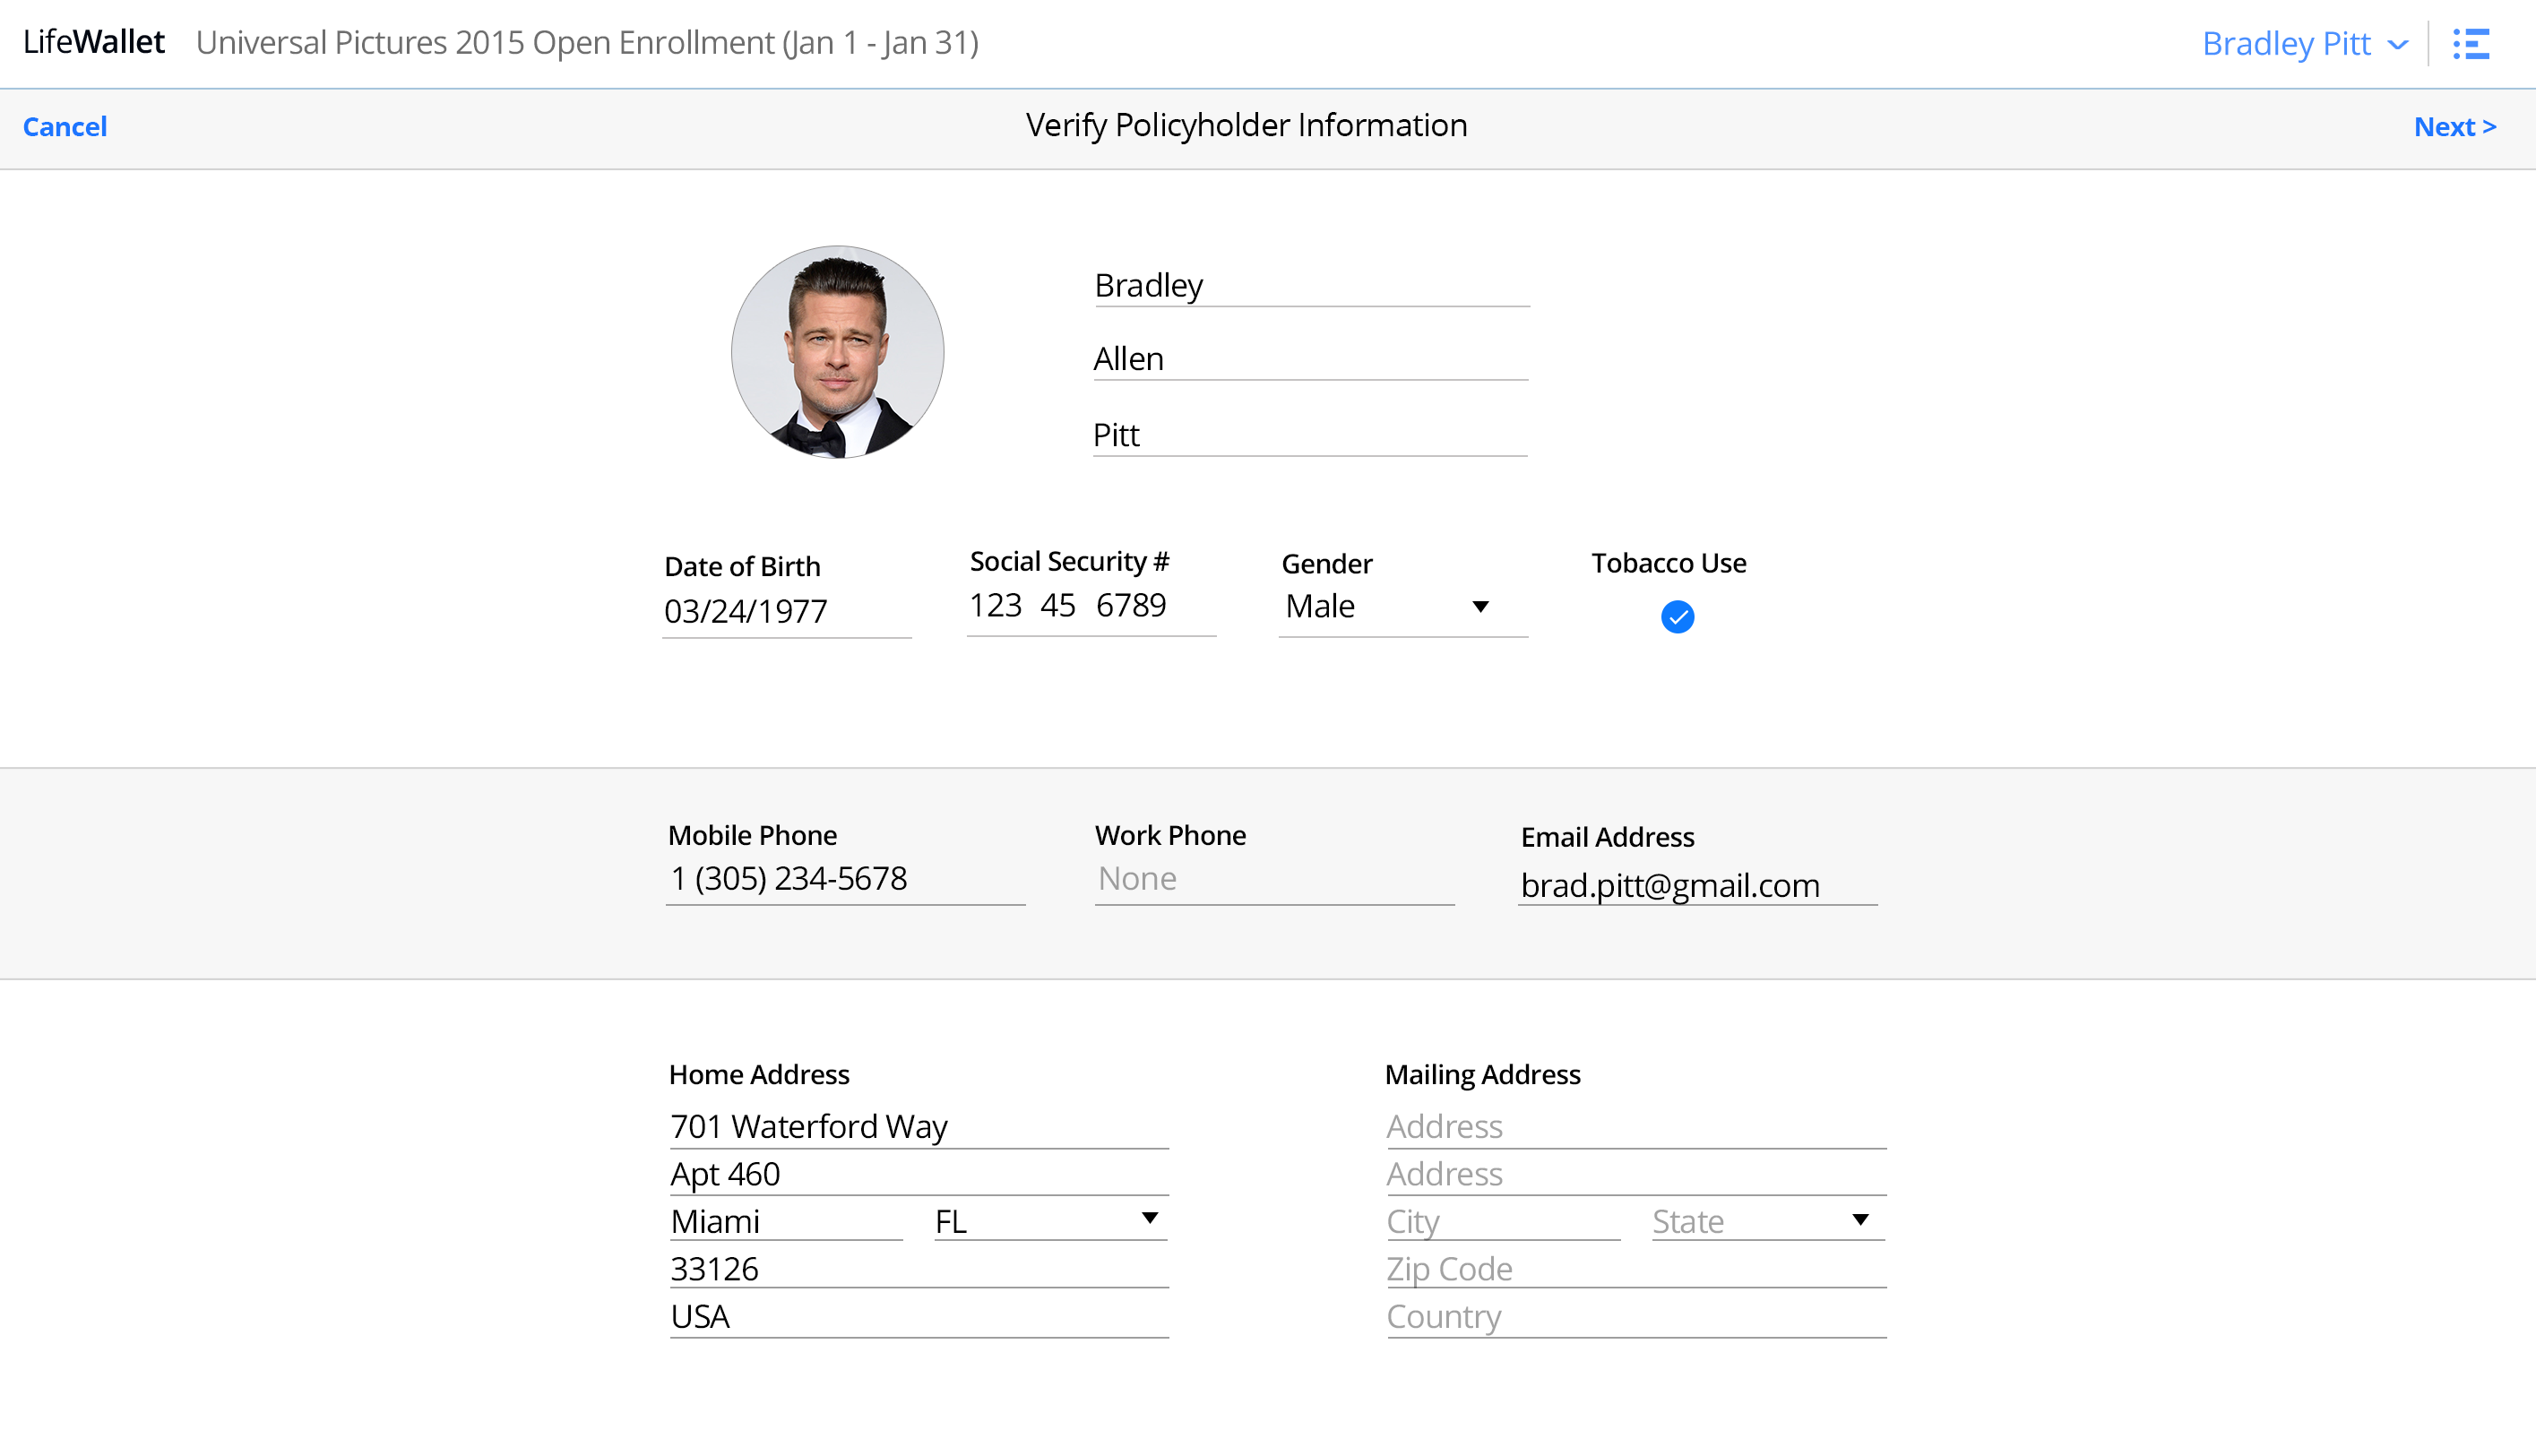 LifeWallet Universal Pictures 2015 Open Enrollment (Jan 1 - Jan 31) Bradley Pitt
Cancel Verify Policyholder Information Next >
Bradley
Allen
Pitt
Date of Birth Social Security # Gender Tobacco Use
03/24/1977 123 45 6789 Male
Mobile Phone Work Phone Email Address
1 (305) 234-5678 None brad.pitt@gmail.com
Home Address Mailing Address
701 Waterford Way Address
Apt 460 Address
Miami FL City State
33126 Zip Code
USA Country